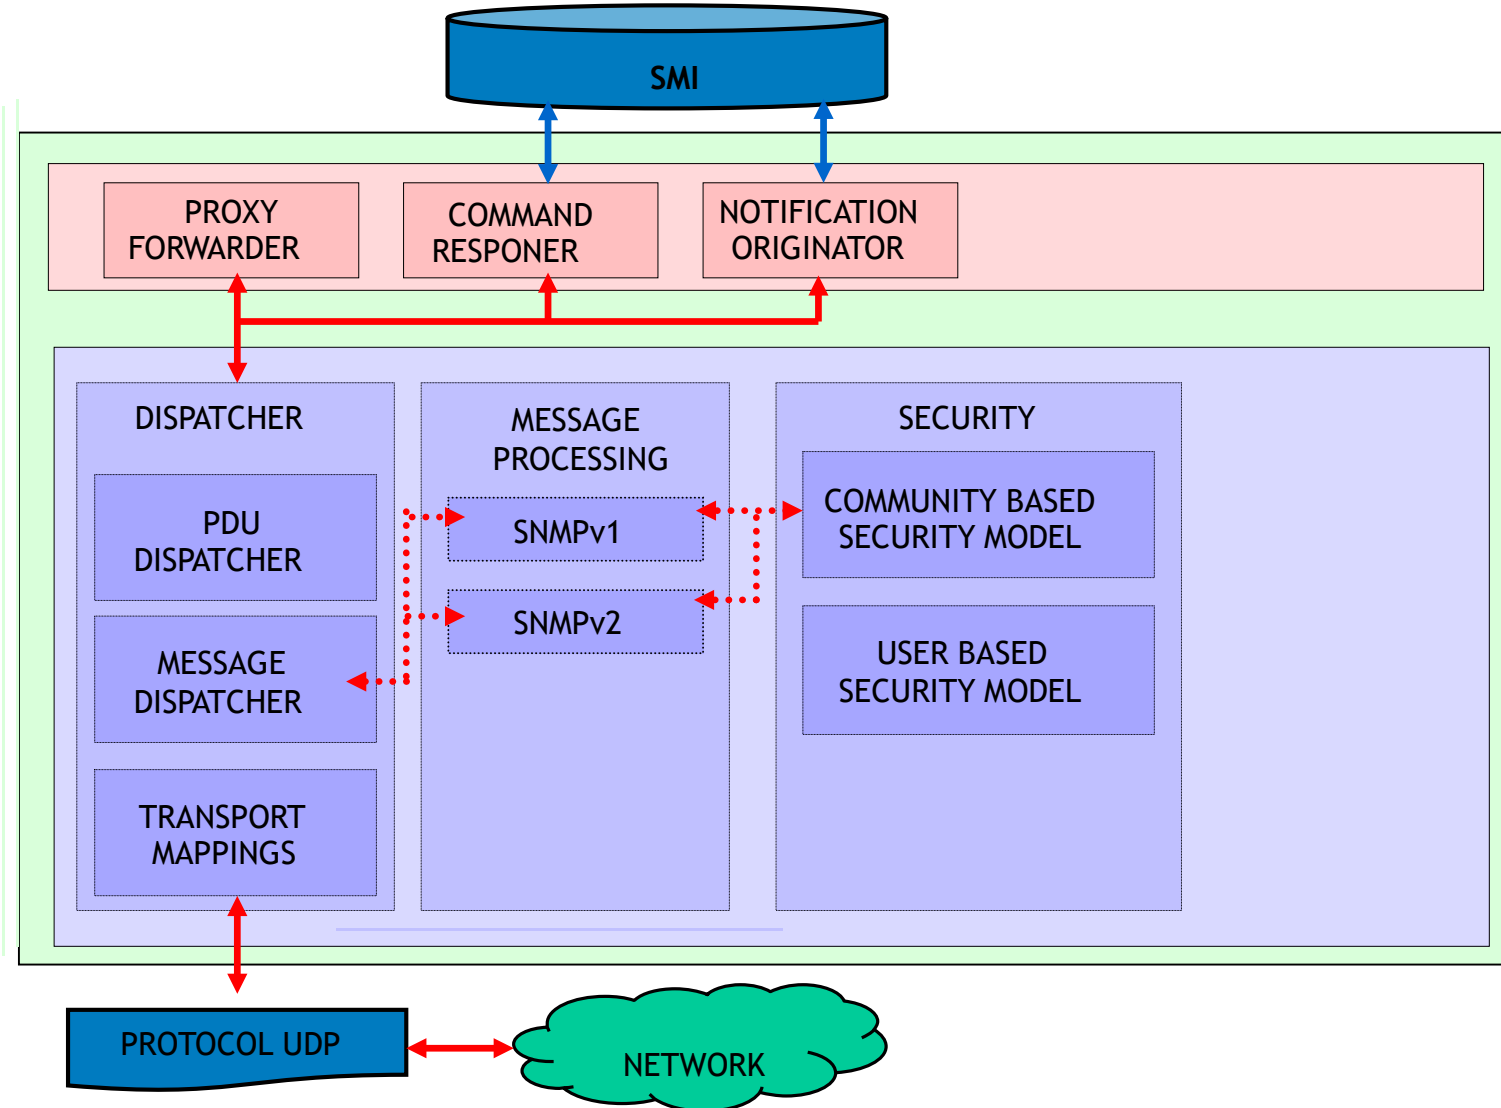 SMI
PROXY
FORWARDER
COMMAND
RESPONER
NOTIFICATION
ORIGINATOR
DISPATCHER
PDU
DISPATCHER
MESSAGE
DISPATCHER
TRANSPORT
MAPPINGS
MESSAGE
PROCESSING
SNMPv1
SNMPv2
SECURITY
COMMUNITY BASED
SECURITY MODEL
USER BASED
SECURITY MODEL
PROTOCOL UDP
NETWORK